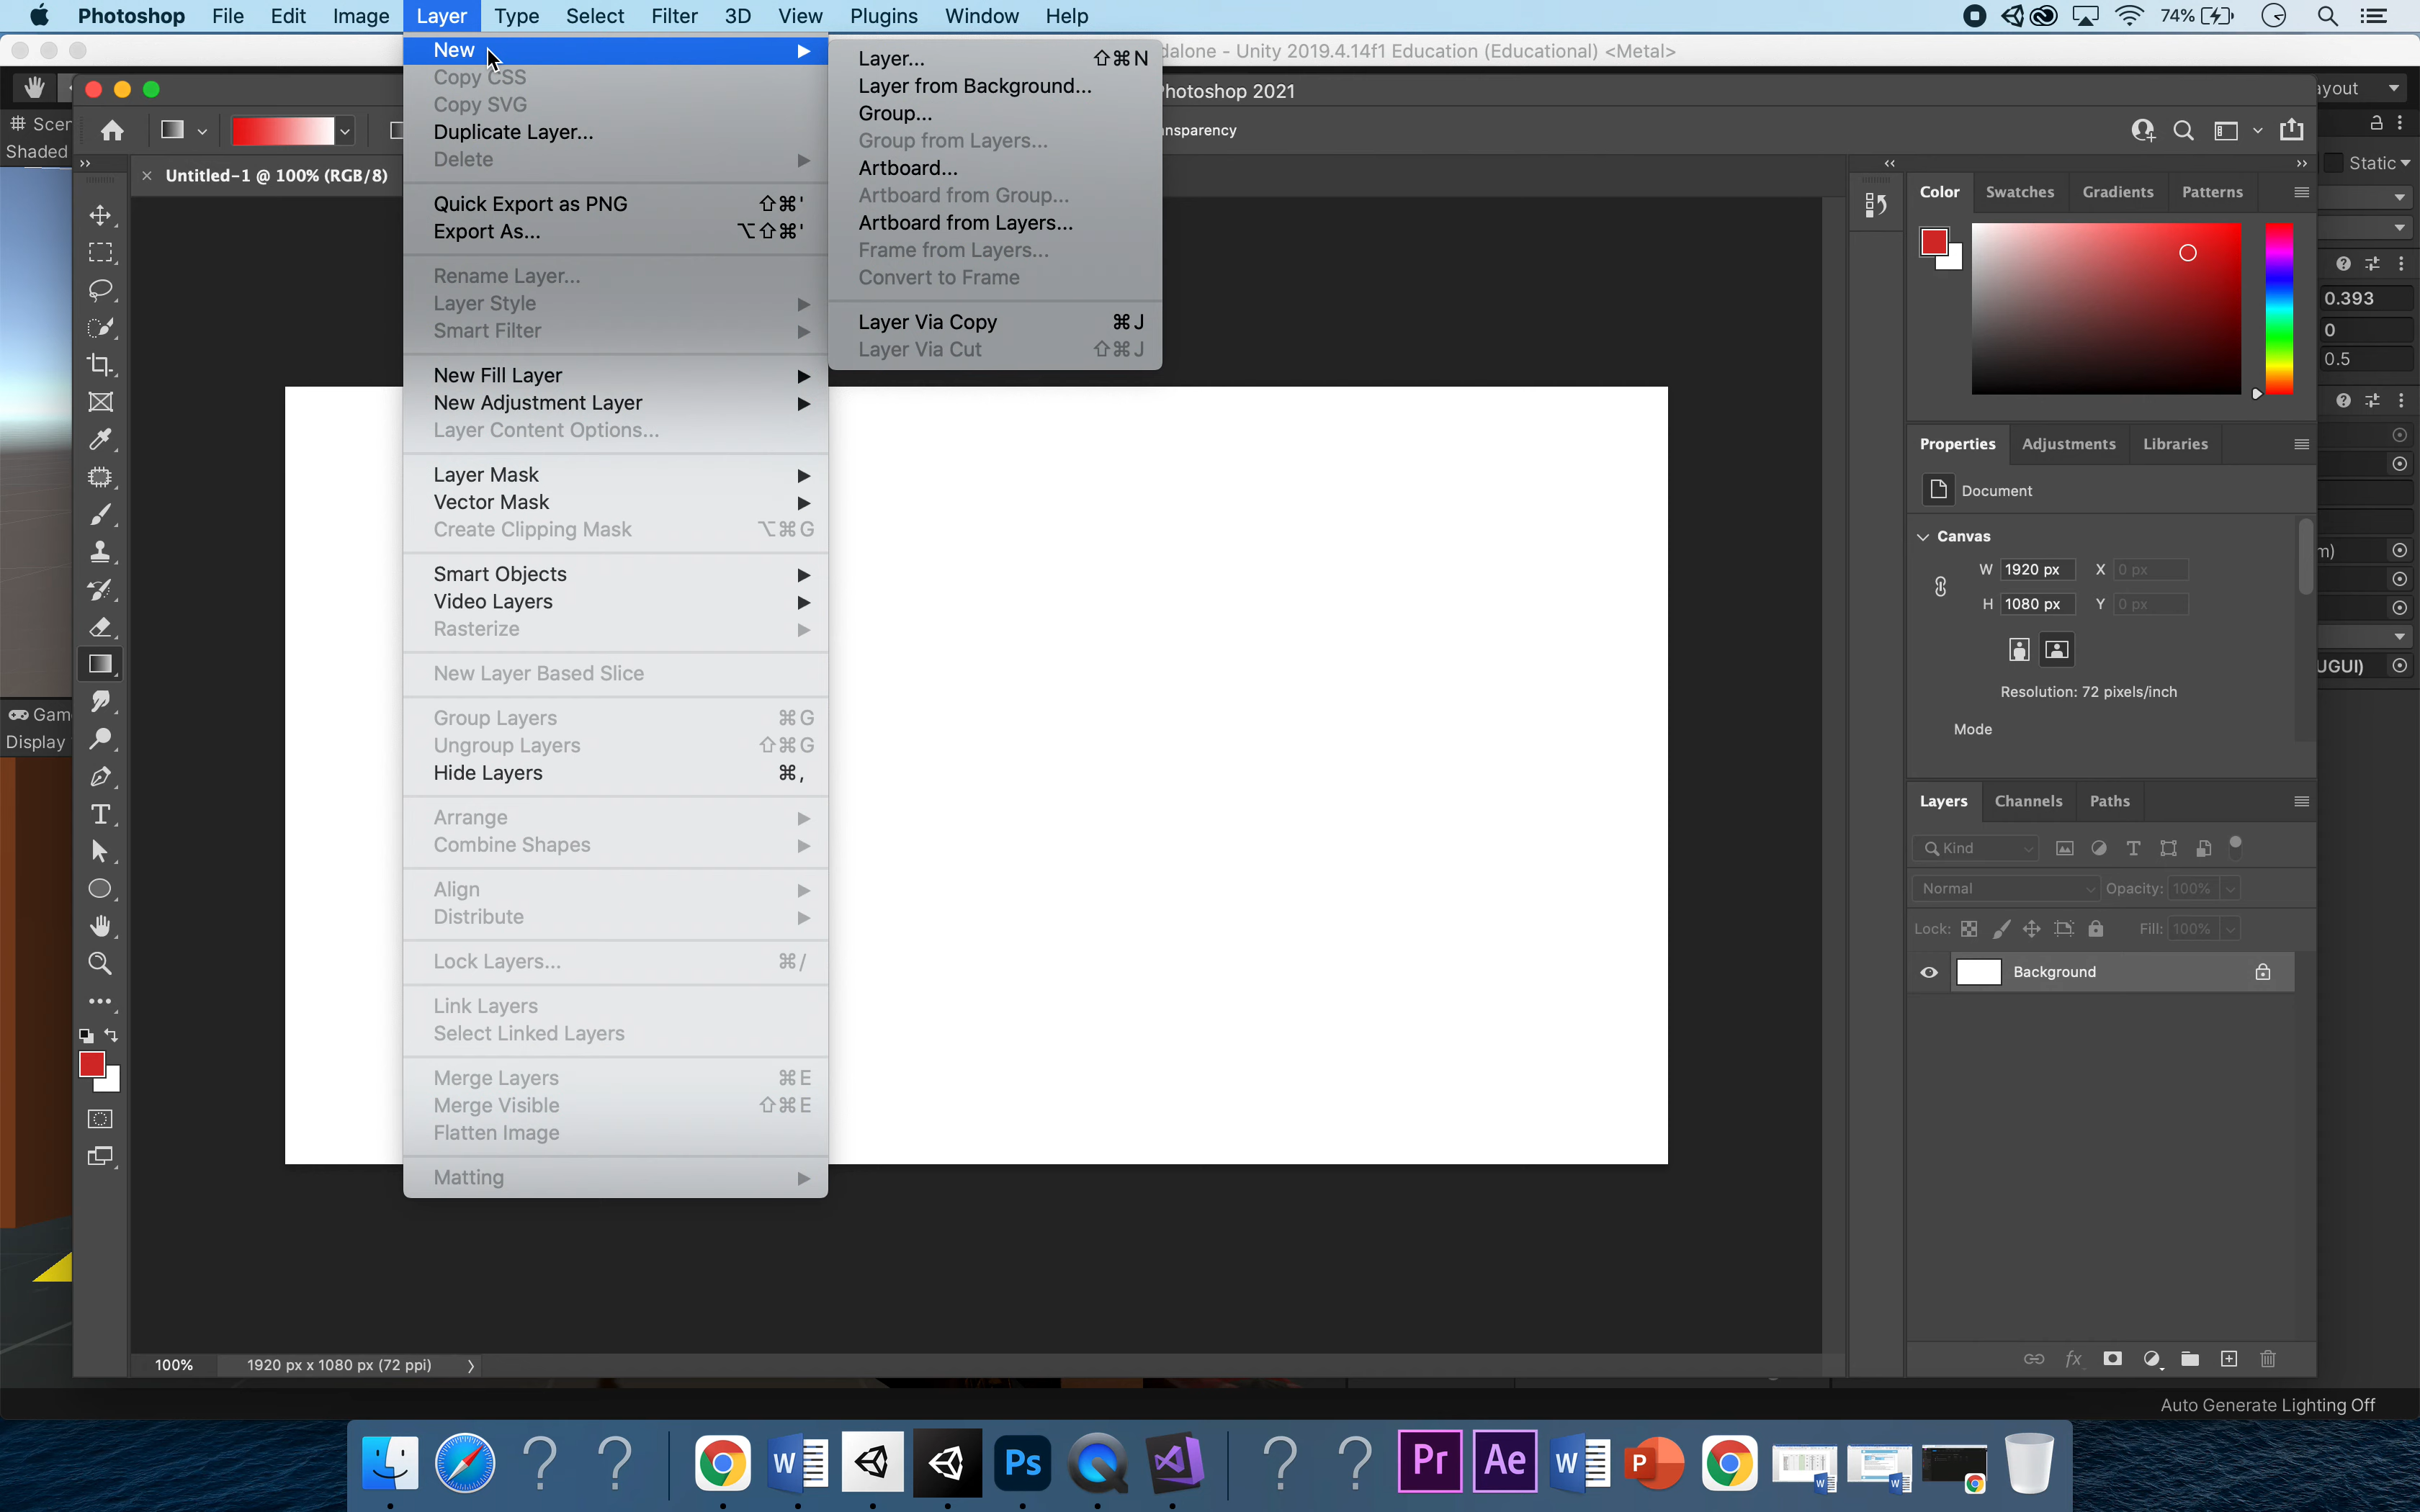 Photoshop File Edit Image Layer Type Select Filter 3D View Plugins Window Help 74%
dalone - Unity 2019.4.14f1 Education (Educational) <Metal>
hotoshop 2021
ayout
# Scen
Shaded
nsparency
Static
× Untitled-1 @ 100% (RGB/8)
New
Copy CSS
Copy SVG
Duplicate Layer...
Delete
Quick Export as PNG ⇧⌘'
Export As... ⌥⇧⌘'
Rename Layer...
Layer Style
Smart Filter
New Fill Layer
New Adjustment Layer
Layer Content Options...
Layer Mask
Vector Mask
Create Clipping Mask ⌥⌘G
Smart Objects
Video Layers
Rasterize
New Layer Based Slice
Group Layers ⌘G
Ungroup Layers ⇧⌘G
Hide Layers ⌘,
Arrange
Combine Shapes
Align
Distribute
Lock Layers... ⌘/
Link Layers
Select Linked Layers
Merge Layers ⌘E
Merge Visible ⇧⌘E
Flatten Image
Matting
Layer... ⇧⌘N
Layer from Background...
Group...
Group from Layers...
Artboard...
Artboard from Group...
Artboard from Layers...
Frame from Layers...
Convert to Frame
Layer Via Copy ⌘J
Layer Via Cut ⇧⌘J
Color Swatches Gradients Patterns
0.393
0
0.5
Properties Adjustments Libraries
Document
Canvas
W 1920 px X 0 px
H 1080 px Y 0 px
Resolution: 72 pixels/inch
Mode
m)
UGUI)
Layers Channels Paths
Kind
Normal Opacity: 100%
Lock: Fill: 100%
Background
Gam
Display
T
100% 1920 px x 1080 px (72 ppi)
Auto Generate Lighting Off
W Ps Pr Ae W P